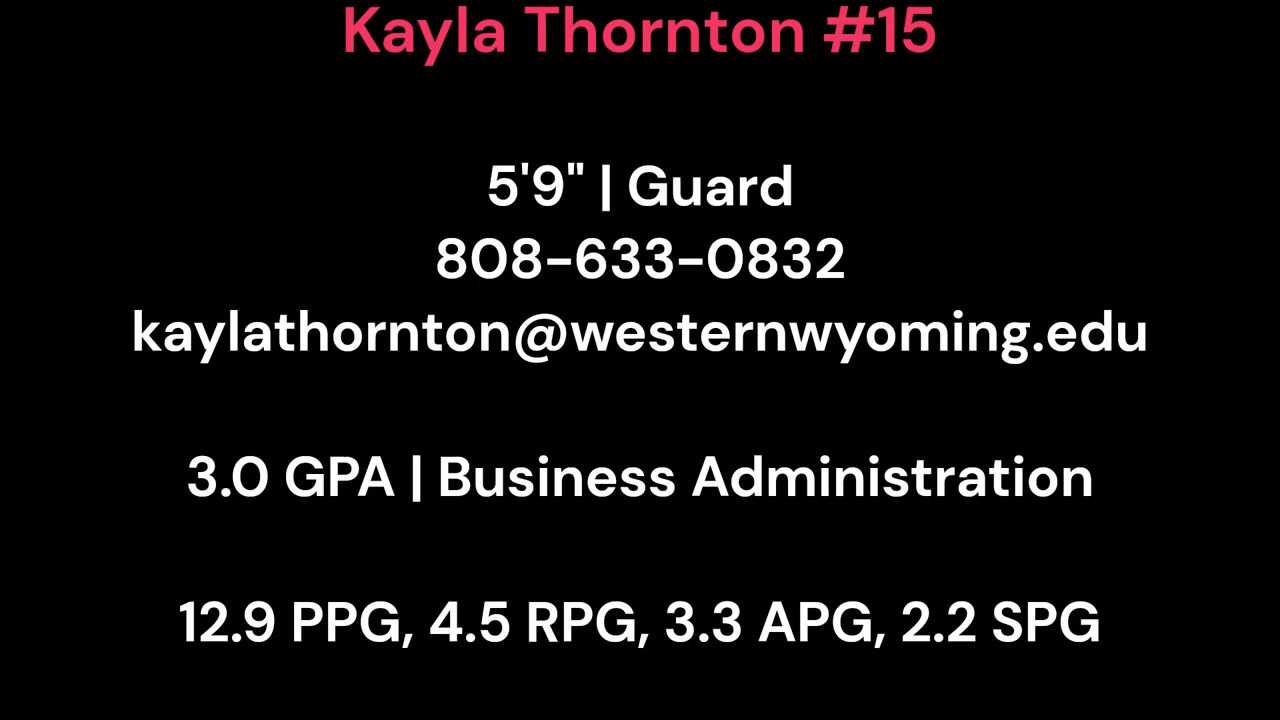 Kayla Thornton #15
5'9" | Guard
808-633-0832
kaylathornton@westernwyoming.edu
3.0 GPA | Business Administration
12.9 PPG, 4.5 RPG, 3.3 APG, 2.2 SPG